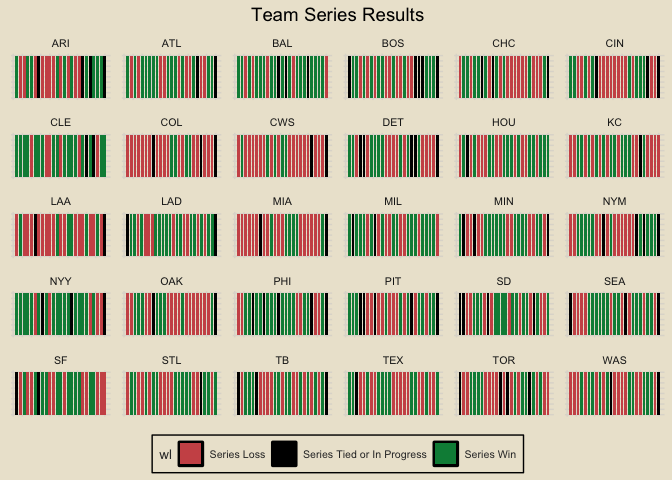 Team Series Results
ARI ATL BAL BOS CHC CIN
CLE COL CWS DET HOU KC
LAA LAD MIA MIL MIN NYM
NYY OAK PHI PIT SD SEA
SF STL TB TEX TOR WAS
wl Series Loss Series Tied or In Progress Series Win